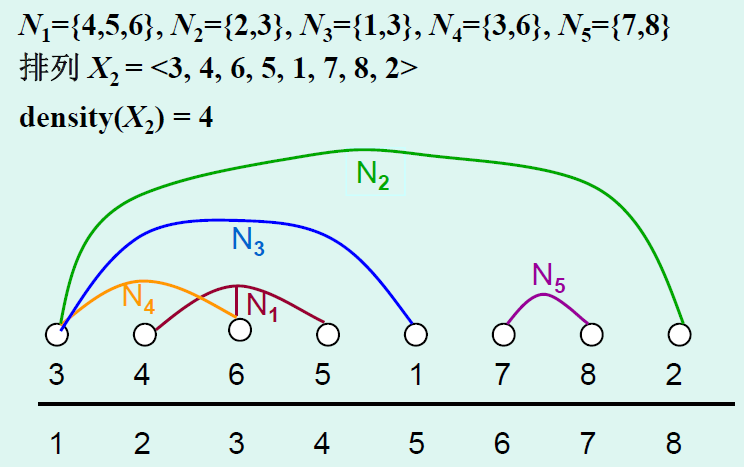 N₁={4,5,6}, N₂={2,3}, N₃={1,3}, N₄={3,6}, N₅={7,8}
排列 X₂ = <3, 4, 6, 5, 1, 7, 8, 2>
density(X₂) = 4
N₂
N₃
N₅
N₄ N₁
3 4 6 5 1 7 8 2
1 2 3 4 5 6 7 8